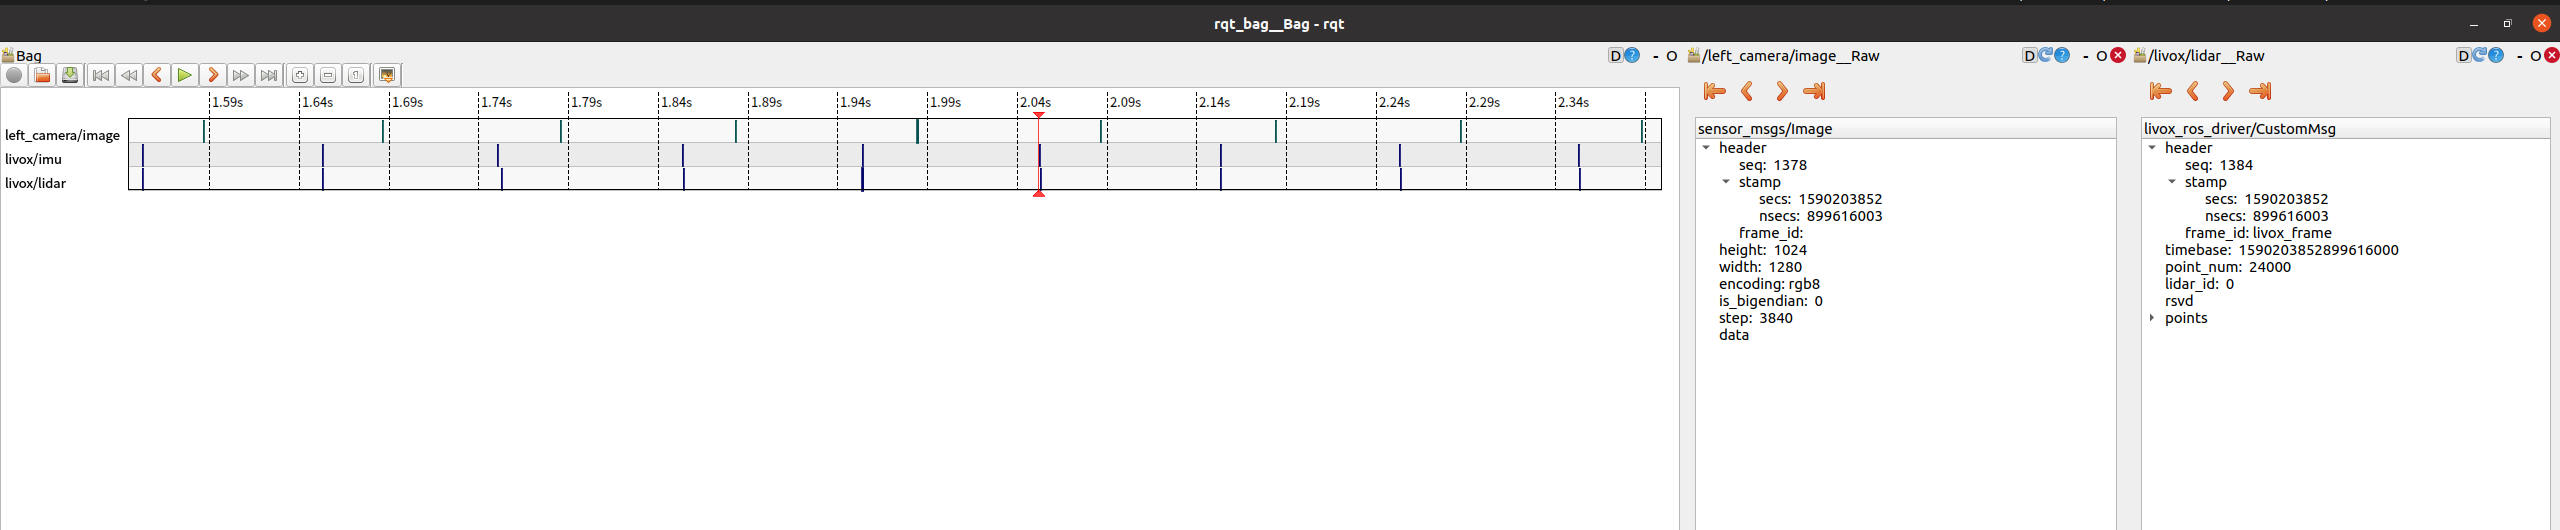 rqt_bag__Bag - rqt
Bag
D ? - O
1.59s 1.64s 1.69s 1.74s 1.79s 1.84s 1.89s 1.94s 1.99s 2.04s 2.09s 2.14s 2.19s 2.24s 2.29s 2.34s
left_camera/image
livox/imu
livox/lidar
/left_camera/image__Raw
D ? - O
sensor_msgs/Image
header
seq: 1378
stamp
secs: 1590203852
nsecs: 899616003
frame_id:
height: 1024
width: 1280
encoding: rgb8
is_bigendian: 0
step: 3840
data
/livox/lidar__Raw
D ? - O
livox_ros_driver/CustomMsg
header
seq: 1384
stamp
secs: 1590203852
nsecs: 899616003
frame_id: livox_frame
timebase: 1590203852899616000
point_num: 24000
lidar_id: 0
rsvd
points